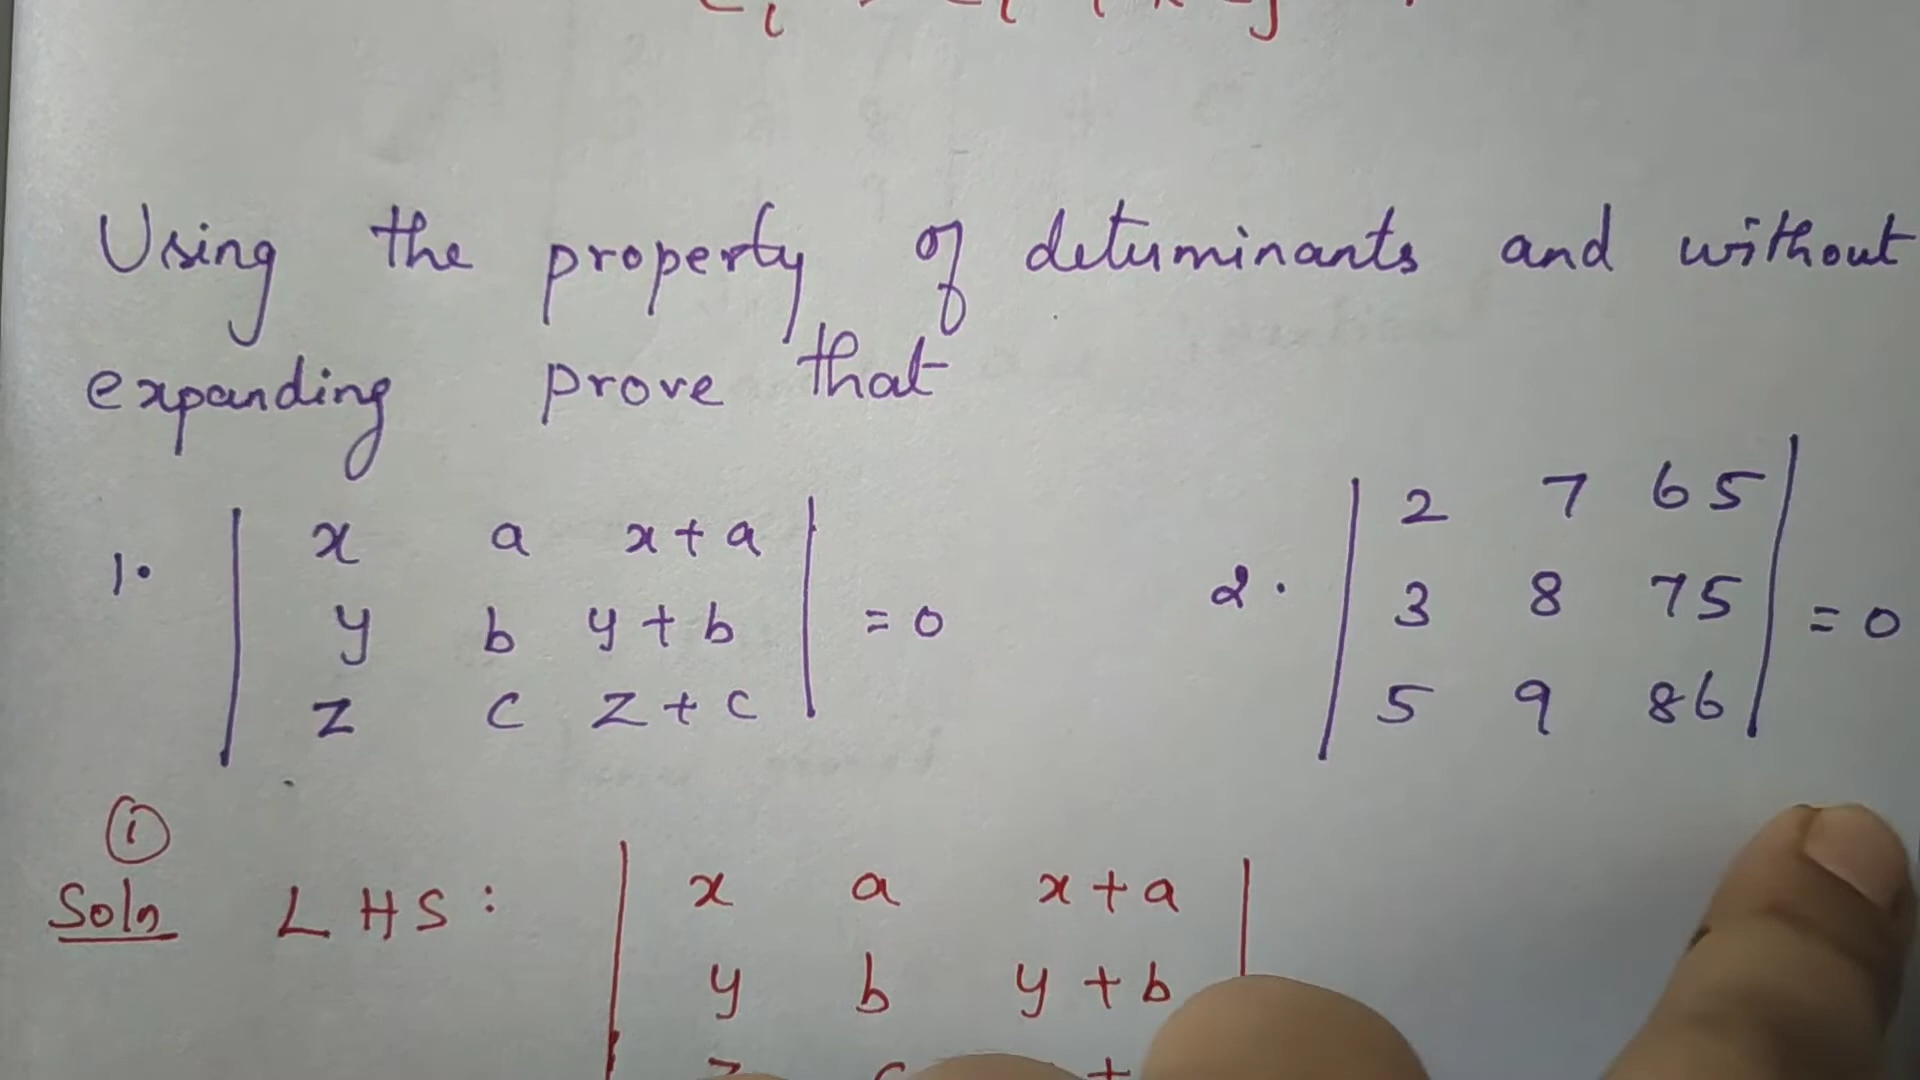 Using the property of determinants and without
expanding prove that
1. | x a x+a |
| y b y+b | = 0
| z c z+c |
2. | 2 7 65 |
| 3 8 75 | = 0
| 5 9 86 |
①
Soln LHS : | x a x+a |
| y b y+b